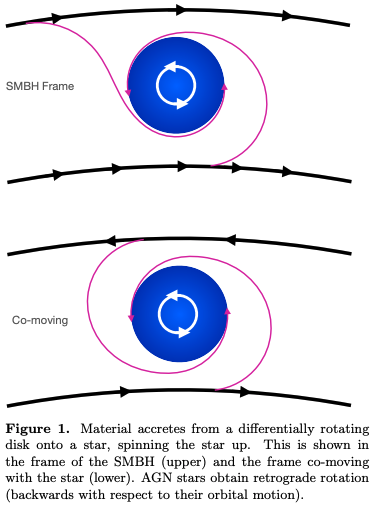 SMBH Frame
Co-moving
Figure 1. Material accretes from a differentially rotating
disk onto a star, spinning the star up. This is shown in
the frame of the SMBH (upper) and the frame co-moving
with the star (lower). AGN stars obtain retrograde rotation
(backwards with respect to their orbital motion).